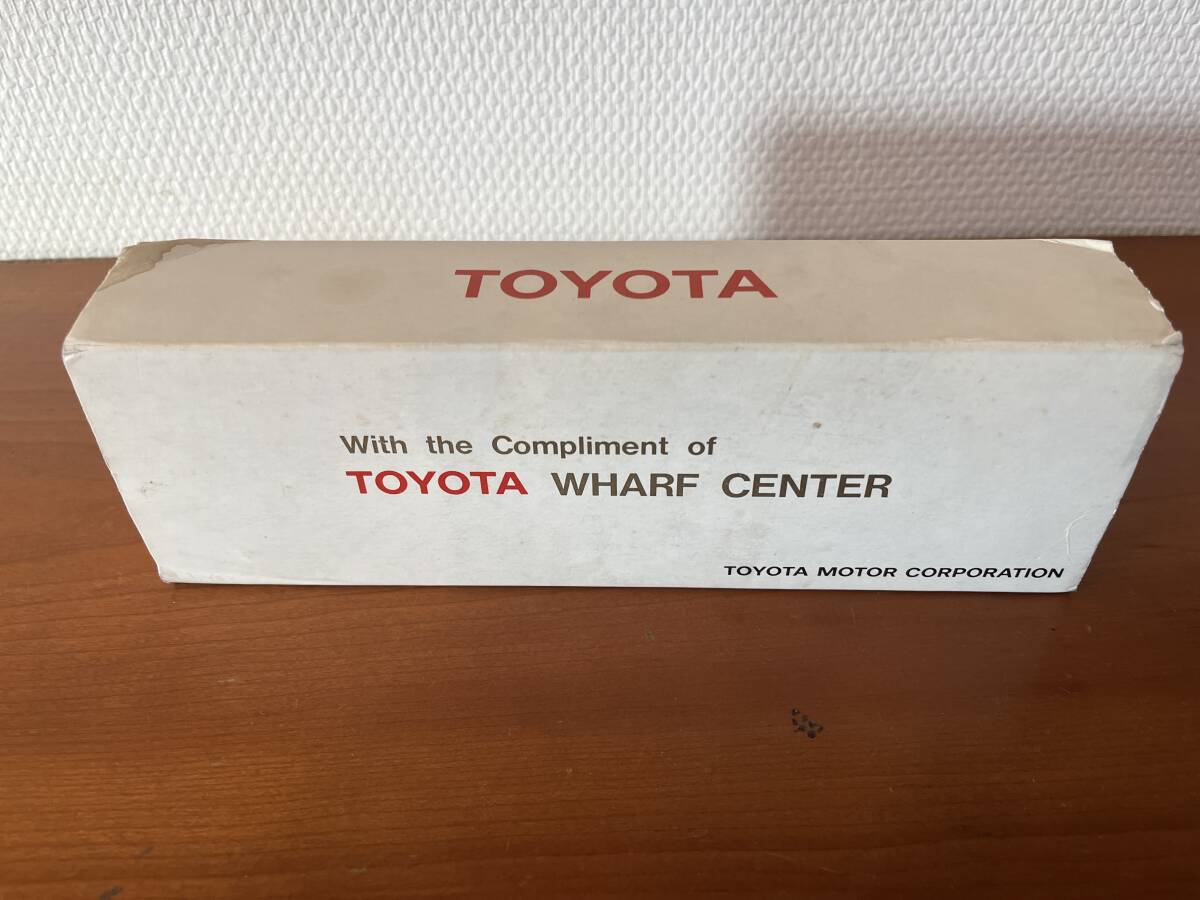 TOYOTA
With the Compliment of
TOYOTA WHARF CENTER
TOYOTA MOTOR CORPORATION